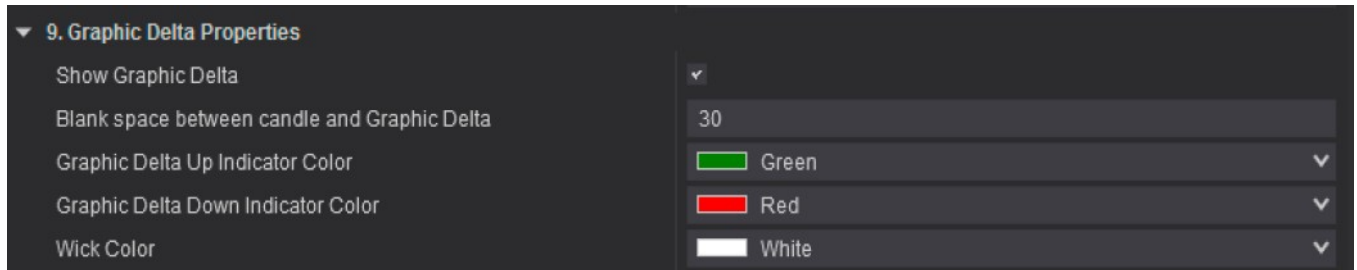 9. Graphic Delta Properties
Show Graphic Delta
Blank space between candle and Graphic Delta 30
Graphic Delta Up Indicator Color Green
Graphic Delta Down Indicator Color Red
Wick Color White